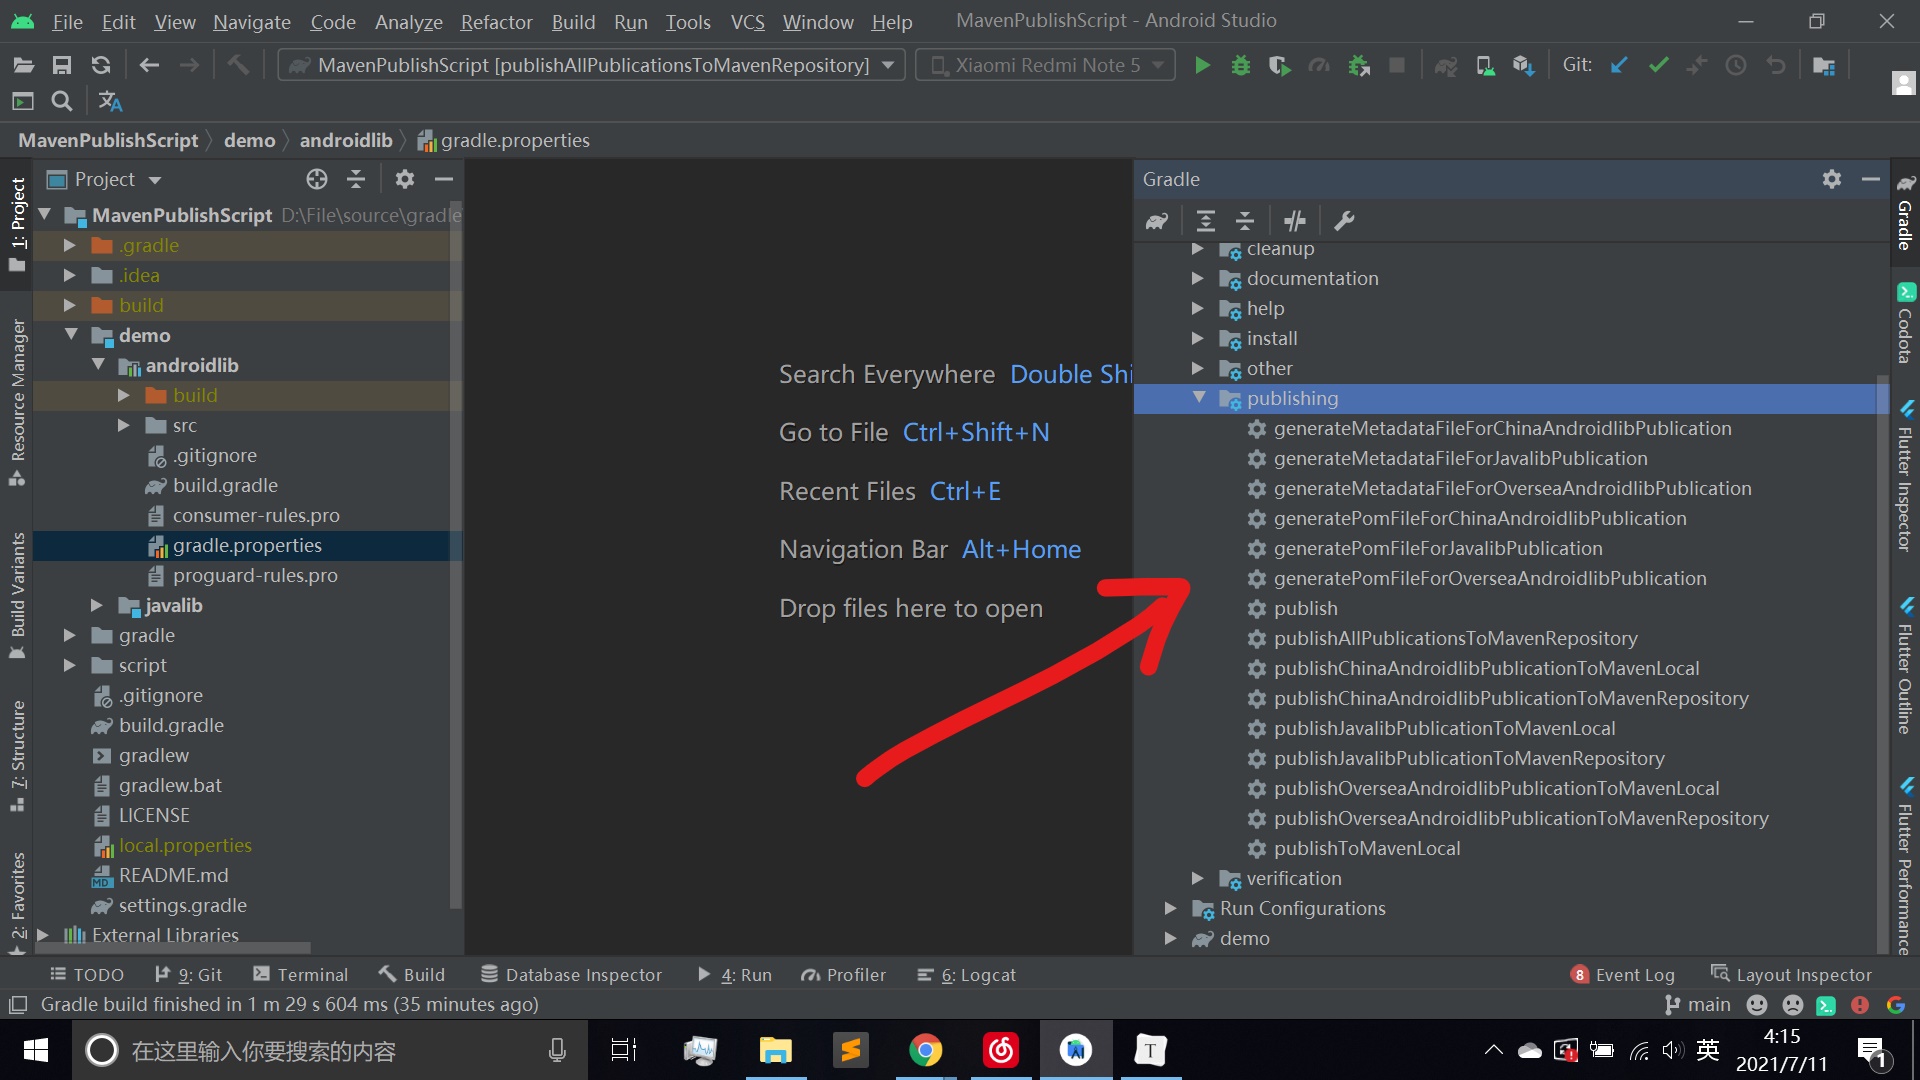 File Edit View Navigate Code Analyze Refactor Build Run Tools VCS Window Help MavenPublishScript - Android Studio
MavenPublishScript [publishAllPublicationsToMavenRepository] Xiaomi Redmi Note 5 Git:
MavenPublishScript demo androidlib gradle.properties
1: Project
Resource Manager
Build Variants
7: Structure
2: Favorites
Project
MavenPublishScript D:\File\source\gradle
.gradle
.idea
build
demo
androidlib
build
src
.gitignore
build.gradle
consumer-rules.pro
gradle.properties
proguard-rules.pro
javalib
gradle
script
.gitignore
build.gradle
gradlew
gradlew.bat
LICENSE
local.properties
README.md
settings.gradle
External Libraries
Search Everywhere Double Shi
Go to File Ctrl+Shift+N
Recent Files Ctrl+E
Navigation Bar Alt+Home
Drop files here to open
Gradle
cleanup
documentation
help
install
other
publishing
generateMetadataFileForChinaAndroidlibPublication
generateMetadataFileForJavalibPublication
generateMetadataFileForOverseaAndroidlibPublication
generatePomFileForChinaAndroidlibPublication
generatePomFileForJavalibPublication
generatePomFileForOverseaAndroidlibPublication
publish
publishAllPublicationsToMavenRepository
publishChinaAndroidlibPublicationToMavenLocal
publishChinaAndroidlibPublicationToMavenRepository
publishJavalibPublicationToMavenLocal
publishJavalibPublicationToMavenRepository
publishOverseaAndroidlibPublicationToMavenLocal
publishOverseaAndroidlibPublicationToMavenRepository
publishToMavenLocal
verification
Run Configurations
demo
Gradle
Codota
Flutter Inspector
Flutter Outline
Flutter Performance
TODO 9: Git Terminal Build Database Inspector 4: Run Profiler 6: Logcat 8 Event Log Layout Inspector
Gradle build finished in 1 m 29 s 604 ms (35 minutes ago) main
在这里输入你要搜索的内容 T 英 4:15
2021/7/11 1